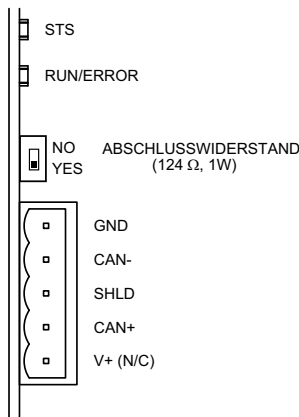 STS
RUN/ERROR
NO ABSCHLUSSWIDERSTAND
YES (124 Ω, 1W)
GND
CAN-
SHLD
CAN+
V+ (N/C)